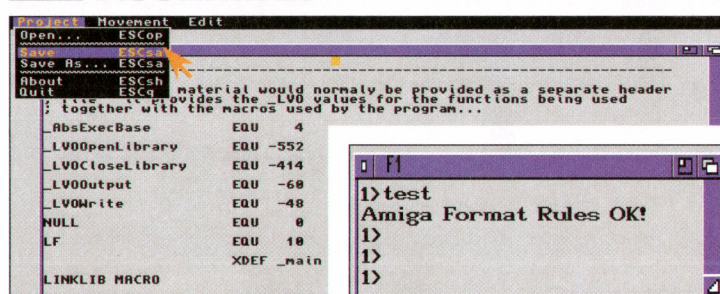 Project Movement Edit
Open... ESCop
Save ESCsa
Save As... ESCsa
About ESCsh
Quit ESCq
material would normaly be provided as a separate header
; file - it provides the _LVO values for the functions being used
; together with the macros used by the program...
_AbsExecBase EQU 4
_LVOOpenLibrary EQU -552
_LVOCloseLibrary EQU -414
_LVOOutput EQU -60
_LVOWrite EQU -48
NULL EQU 0
LF EQU 10
XDEF _main
LINKLIB MACRO
F1
1>test
Amiga Format Rules OK!
1>
1>
1>